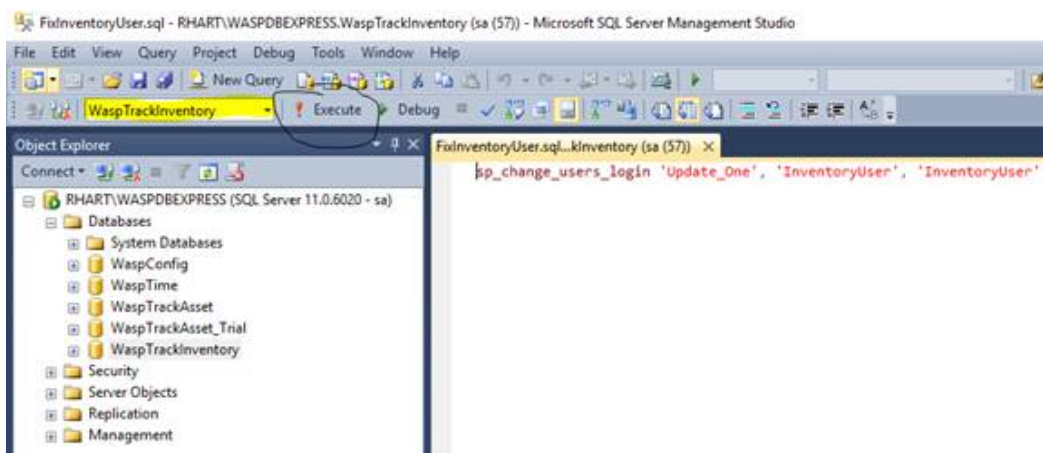 FixInventoryUser.sql - RHART\WASPDBEXPRESS.WaspTrackInventory (sa (57)) - Microsoft SQL Server Management Studio
File Edit View Query Project Debug Tools Window Help
New Query
WaspTrackInventory Execute Debug
Object Explorer
FixInventoryUser.sql...kInventory (sa (57))
Connect
sp_change_users_login 'Update_One', 'InventoryUser', 'InventoryUser'
RHART\WASPDBEXPRESS (SQL Server 11.0.6020 - sa)
Databases
System Databases
WaspConfig
WaspTime
WaspTrackAsset
WaspTrackAsset_Trial
WaspTrackInventory
Security
Server Objects
Replication
Management